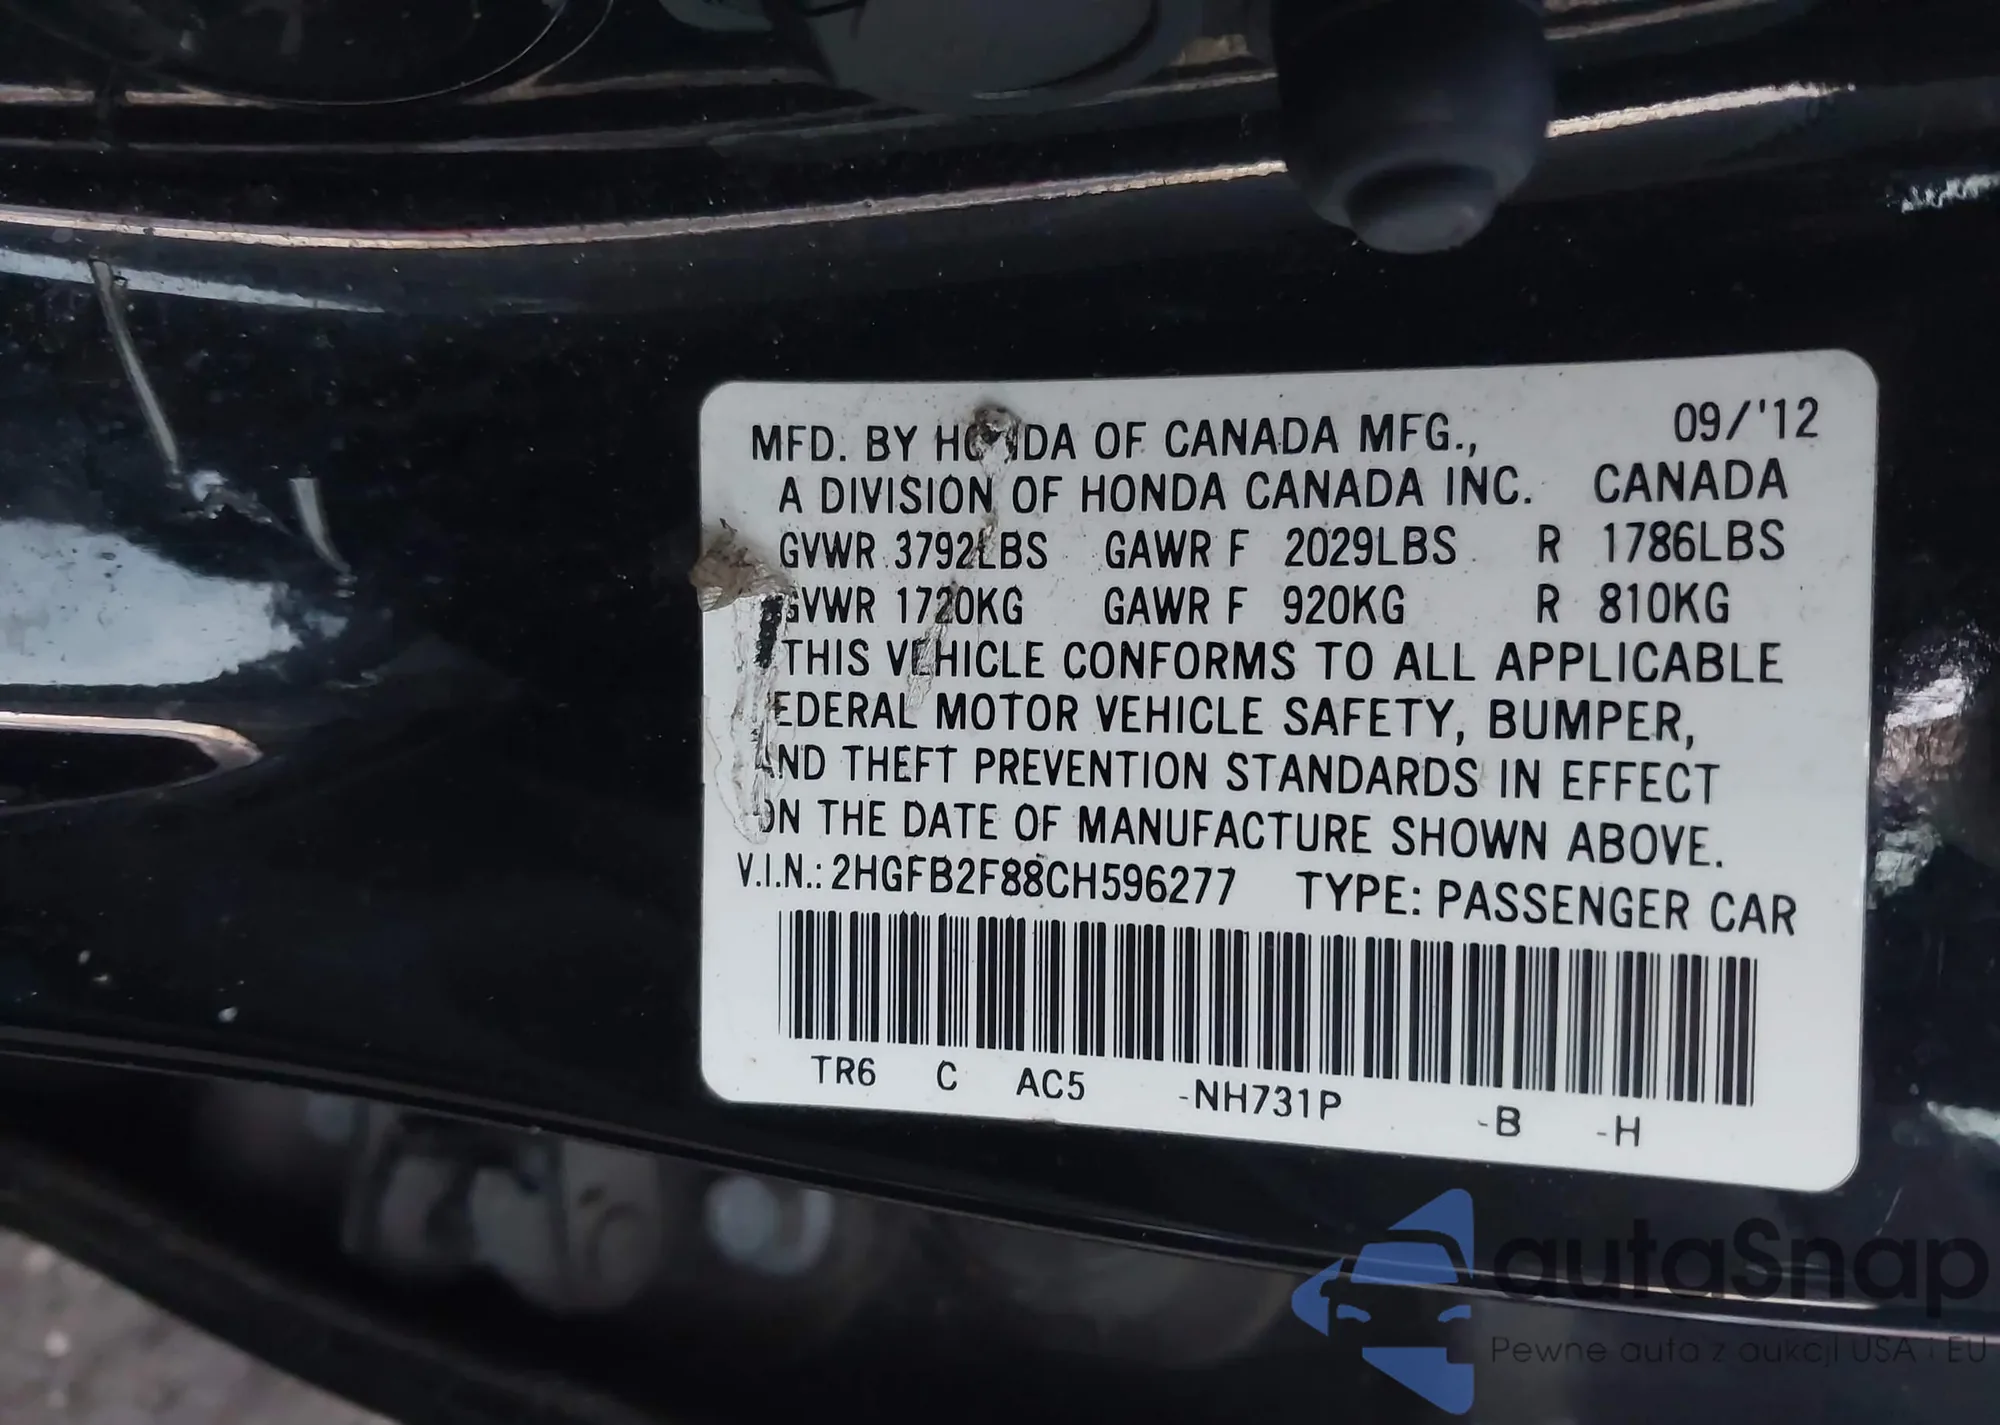 MFD. BY HONDA OF CANADA MFG., 09/'12
A DIVISION OF HONDA CANADA INC. CANADA
GVWR 3792LBS GAWR F 2029LBS R 1786LBS
GVWR 1720KG GAWR F 920KG R 810KG
THIS VEHICLE CONFORMS TO ALL APPLICABLE
FEDERAL MOTOR VEHICLE SAFETY, BUMPER,
AND THEFT PREVENTION STANDARDS IN EFFECT
ON THE DATE OF MANUFACTURE SHOWN ABOVE.
V.I.N.: 2HGFB2F88CH596277 TYPE: PASSENGER CAR
TR6 C AC5 -NH731P -B -H
autaSnap
Pewne auta z aukcji USA i EU